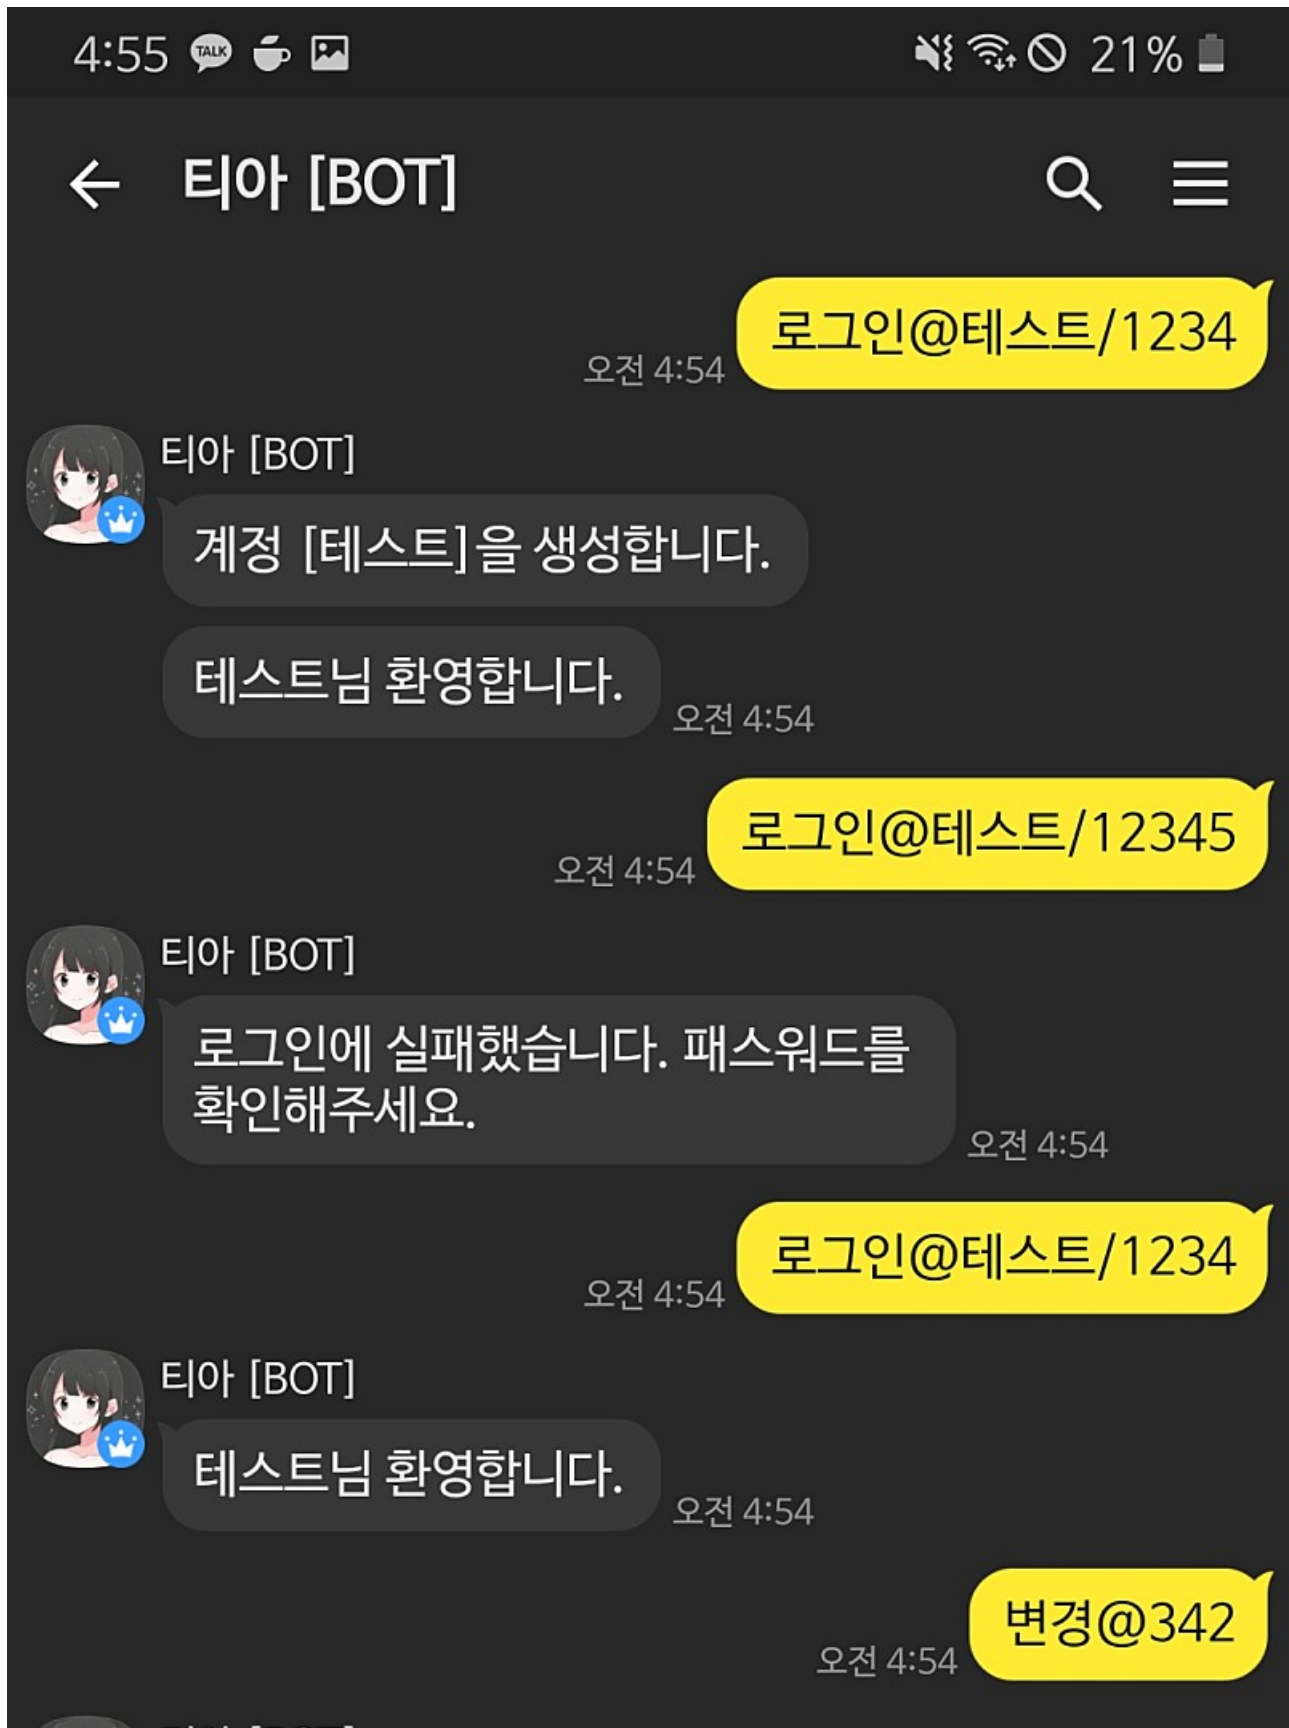 4:55 TALK 21%
티아 [BOT]
로그인@테스트/1234
오전 4:54
티아 [BOT]
계정 [테스트]을 생성합니다.
테스트님 환영합니다.
오전 4:54
로그인@테스트/12345
오전 4:54
티아 [BOT]
로그인에 실패했습니다. 패스워드를
확인해주세요.
오전 4:54
로그인@테스트/1234
오전 4:54
티아 [BOT]
테스트님 환영합니다.
오전 4:54
변경@342
오전 4:54